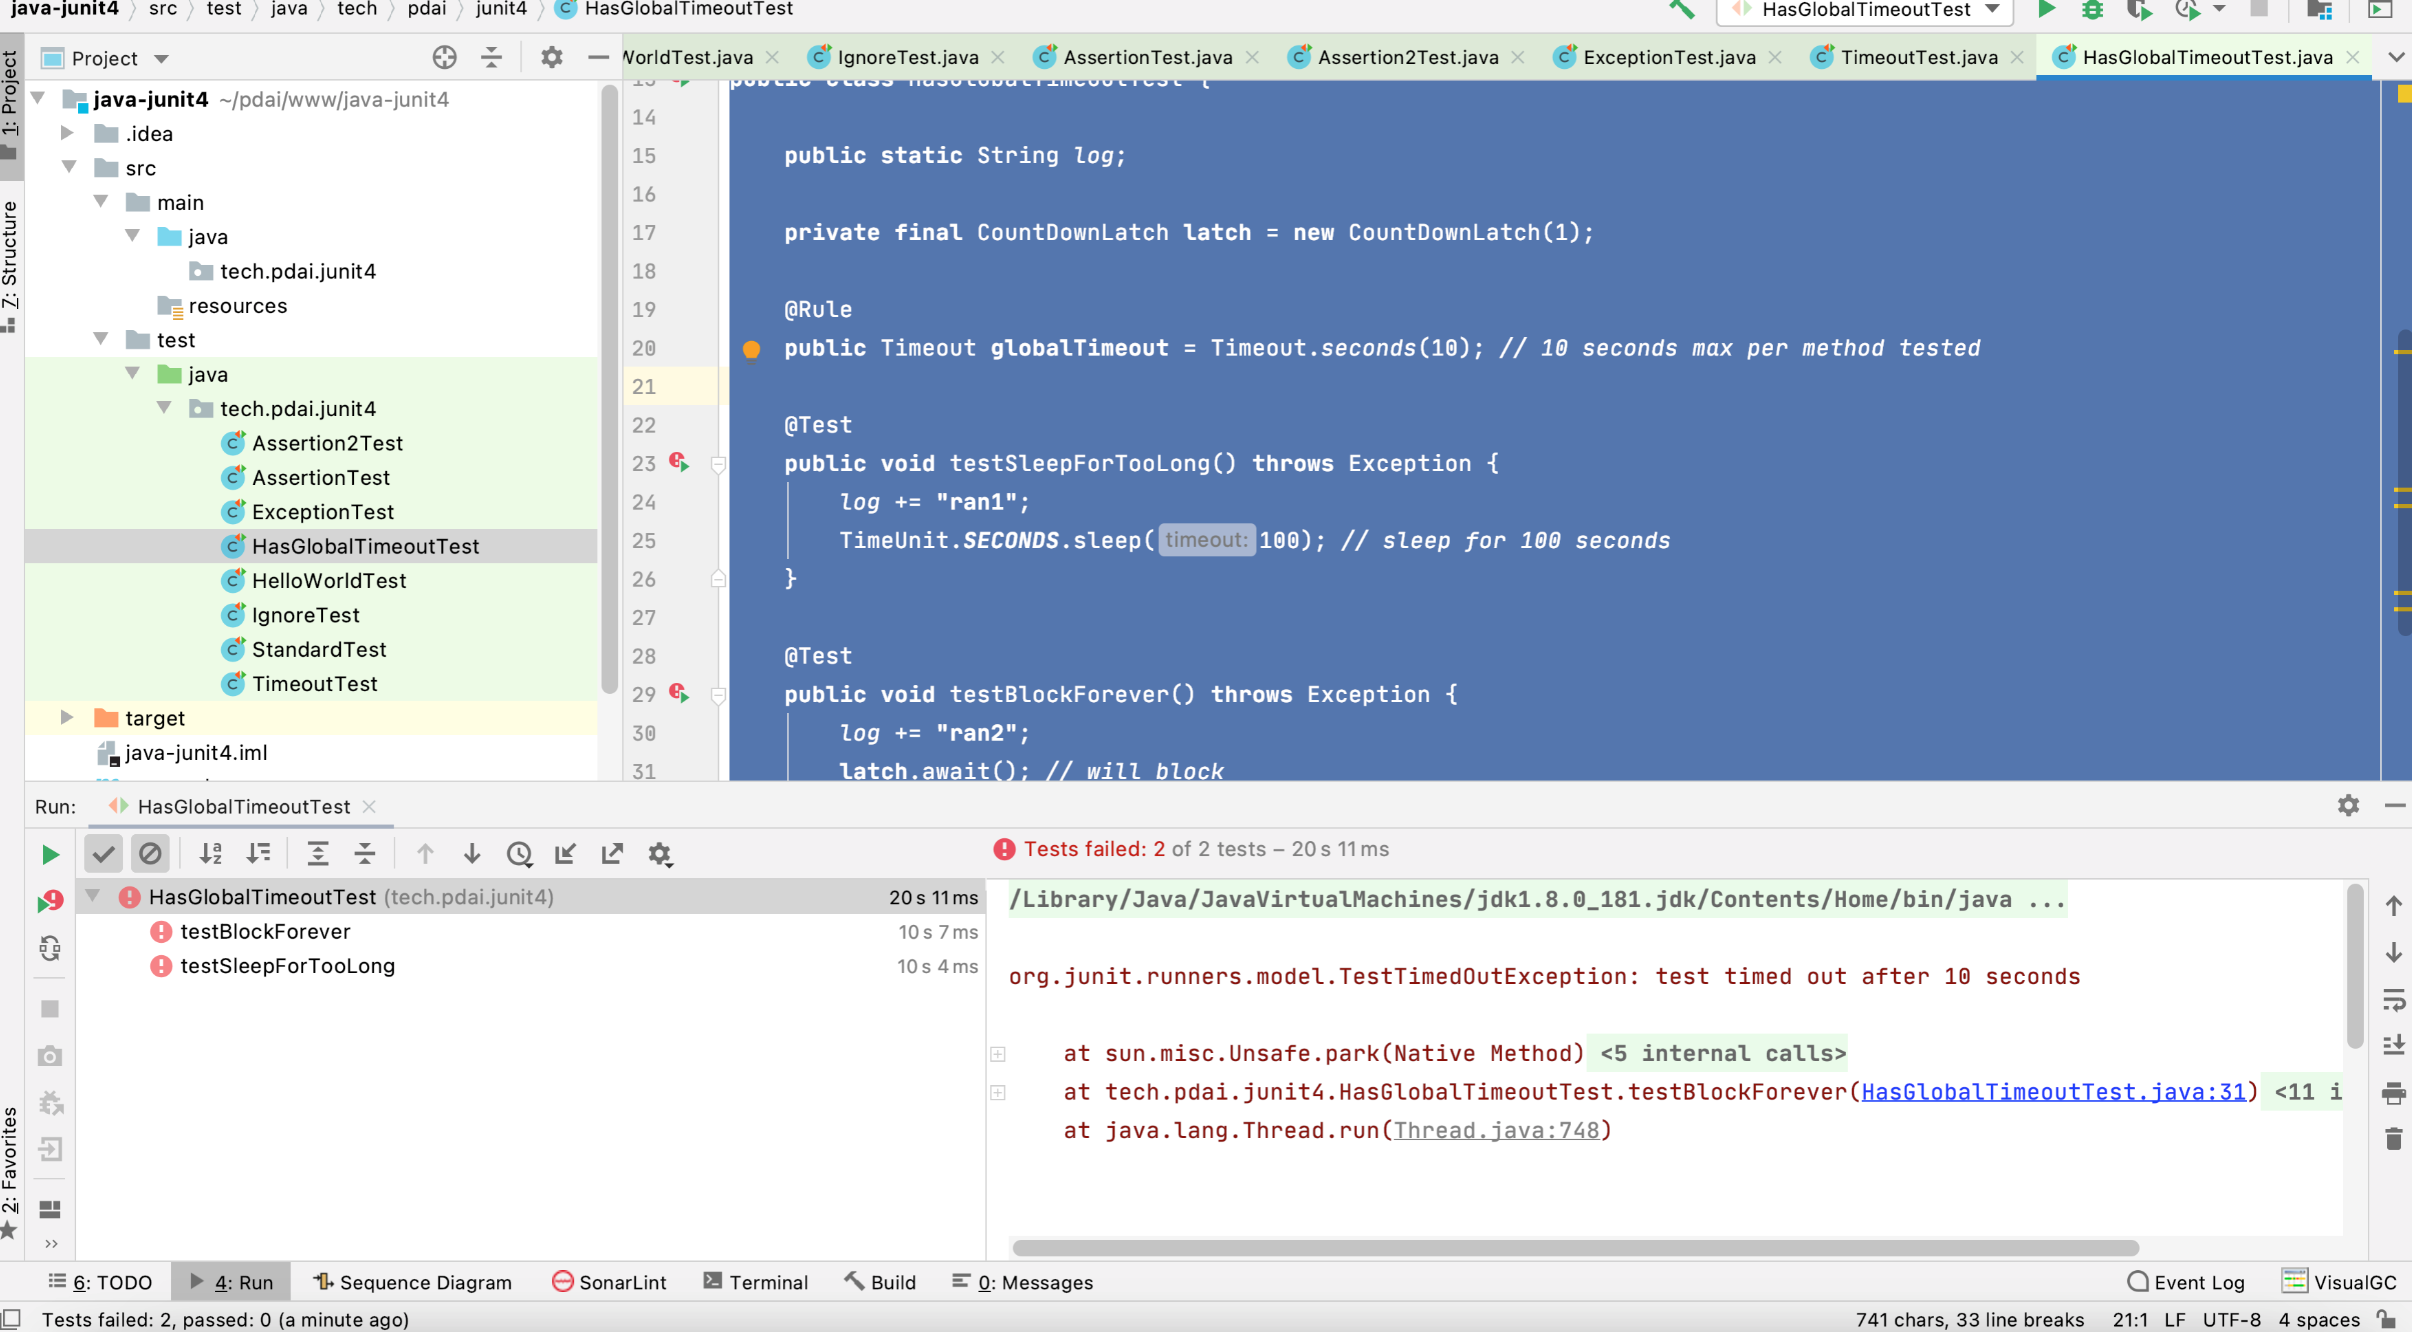 java-junit4 src test java tech pdai junit4 HasGlobalTimeoutTest HasGlobalTimeoutTest
1: Project
Z: Structure
2: Favorites
Project
WorldTest.java IgnoreTest.java AssertionTest.java Assertion2Test.java ExceptionTest.java TimeoutTest.java HasGlobalTimeoutTest.java
java-junit4 ~/pdai/www/java-junit4
.idea
src
main
java
tech.pdai.junit4
resources
test
java
tech.pdai.junit4
Assertion2Test
AssertionTest
ExceptionTest
HasGlobalTimeoutTest
HelloWorldTest
IgnoreTest
StandardTest
TimeoutTest
target
java-junit4.iml
13 public class HasGlobalTimeoutTest {
14
15 public static String log;
16
17 private final CountDownLatch latch = new CountDownLatch(1);
18
19 @Rule
20 public Timeout globalTimeout = Timeout.seconds(10); // 10 seconds max per method tested
21
22 @Test
23 public void testSleepForTooLong() throws Exception {
24 log += "ran1";
25 TimeUnit.SECONDS.sleep( timeout: 100); // sleep for 100 seconds
26 }
27
28 @Test
29 public void testBlockForever() throws Exception {
30 log += "ran2";
31 latch.await(); // will block
Run: HasGlobalTimeoutTest
Tests failed: 2 of 2 tests – 20 s 11 ms
HasGlobalTimeoutTest (tech.pdai.junit4) 20 s 11 ms
testBlockForever 10 s 7 ms
testSleepForTooLong 10 s 4 ms
/Library/Java/JavaVirtualMachines/jdk1.8.0_181.jdk/Contents/Home/bin/java ...
org.junit.runners.model.TestTimedOutException: test timed out after 10 seconds
at sun.misc.Unsafe.park(Native Method) <5 internal calls>
at tech.pdai.junit4.HasGlobalTimeoutTest.testBlockForever(HasGlobalTimeoutTest.java:31) <11 i
at java.lang.Thread.run(Thread.java:748)
6: TODO 4: Run Sequence Diagram SonarLint Terminal Build 0: Messages Event Log VisualGC
Tests failed: 2, passed: 0 (a minute ago) 741 chars, 33 line breaks 21:1 LF UTF-8 4 spaces